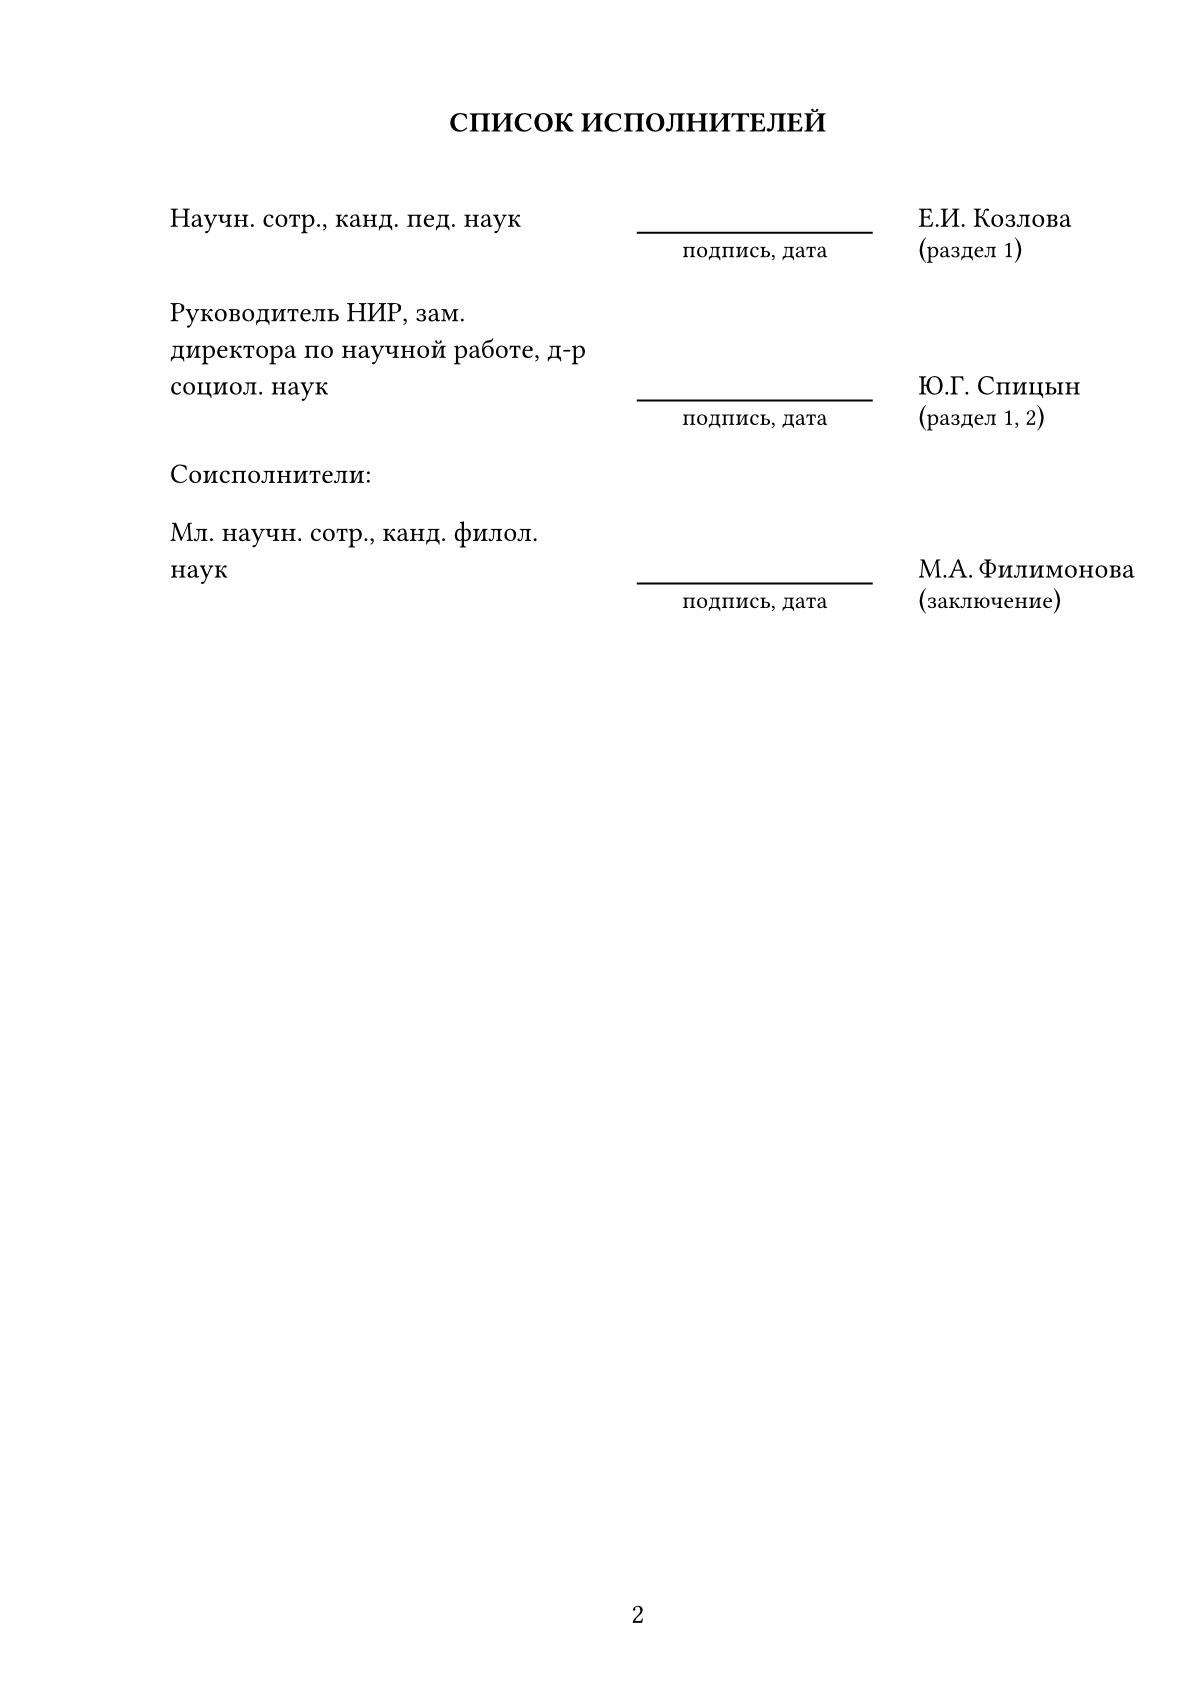 СПИСОК ИСПОЛНИТЕЛЕЙ
Научн. сотр., канд. пед. наук
Е.И. Козлова
подпись, дата
(раздел 1)
Руководитель НИР, зам.
директора по научной работе, д-р
социол. наук
Ю.Г. Спицын
подпись, дата
(раздел 1, 2)
Соисполнители:
Мл. научн. сотр., канд. филол.
наук
М.А. Филимонова
подпись, дата
(заключение)
2